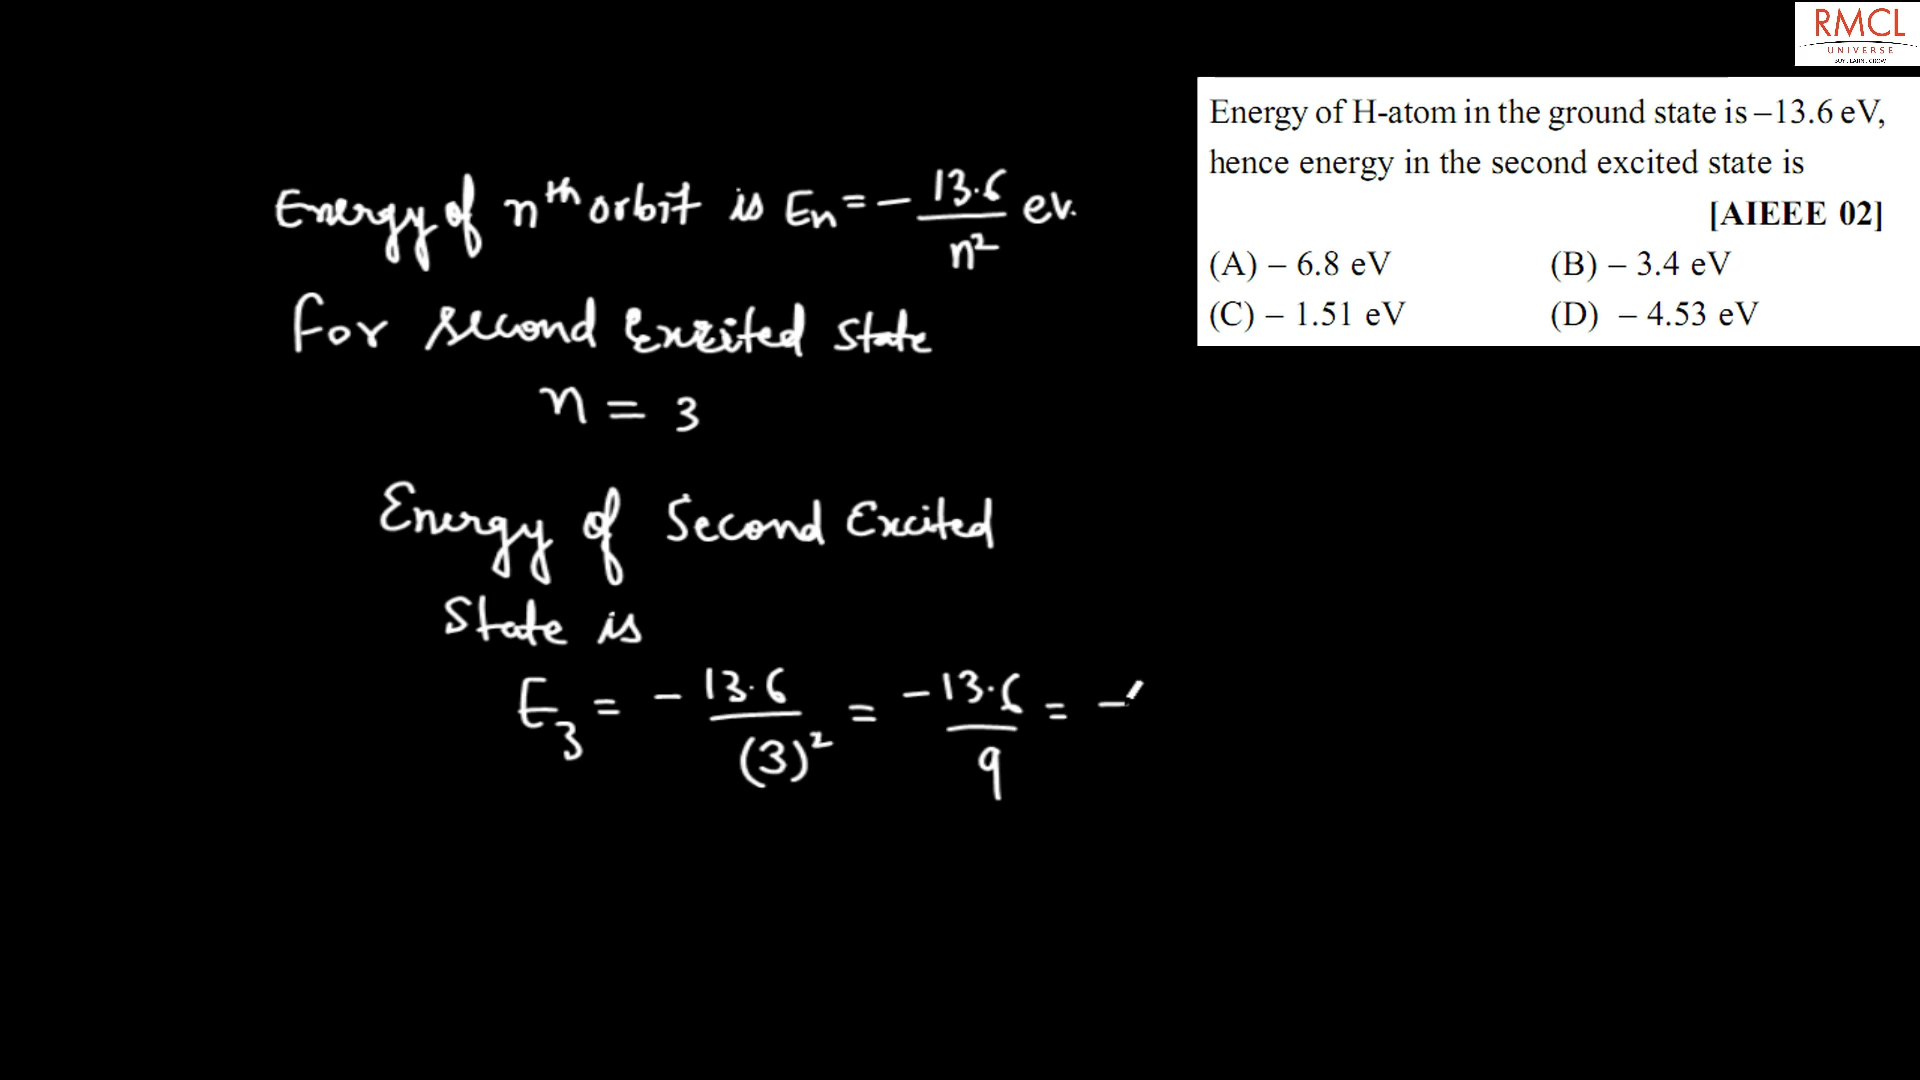 RMCL
UNIVERSE
Energy of H-atom in the ground state is –13.6 eV,
hence energy in the second excited state is
[AIEEE 02]
(A) – 6.8 eV (B) – 3.4 eV
(C) – 1.51 eV (D) – 4.53 eV
Energy of nth orbit is En = - 13.6/n² ev.
For second Excited state
n = 3
Energy of Second Excited
State is
E3 = - 13.6/(3)² = -13.6/9 = -